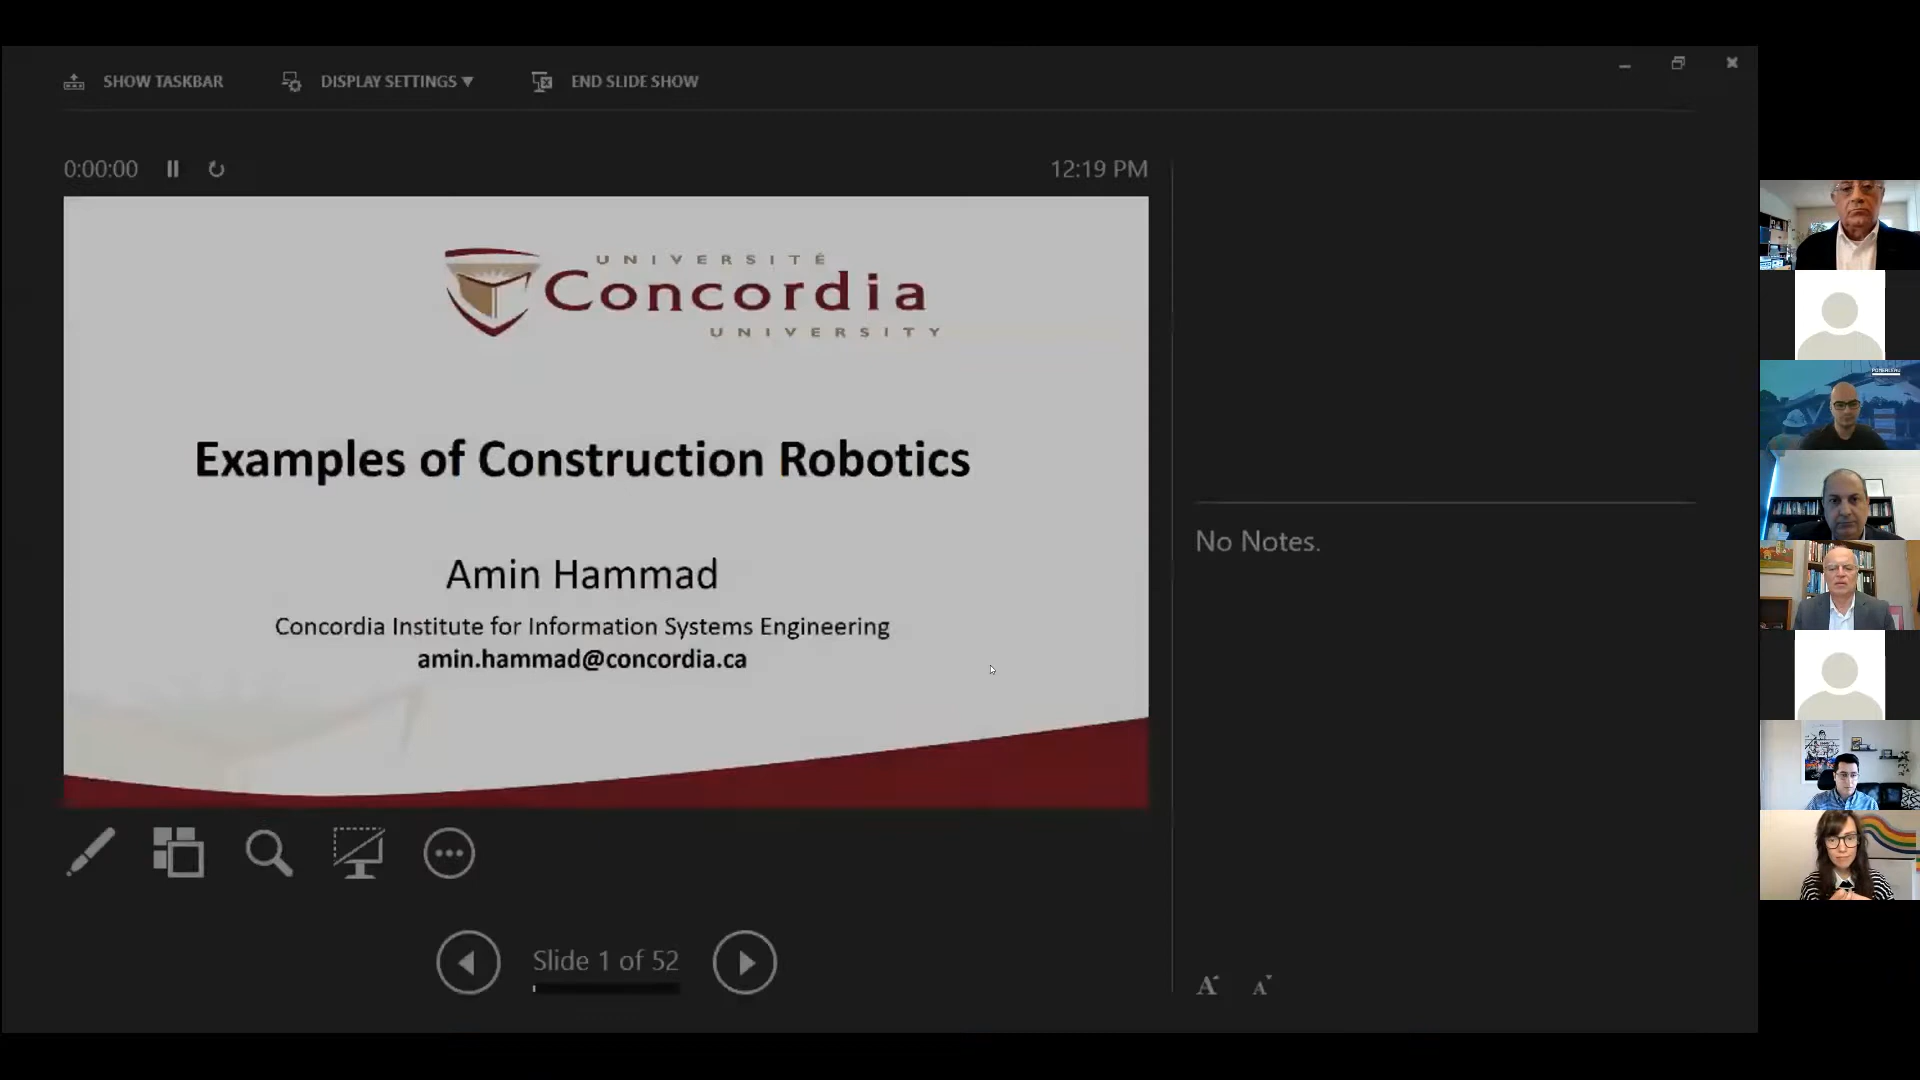 SHOW TASKBAR
DISPLAY SETTINGS
END SLIDE SHOW
0:00:00
12:19 PM
UNIVERSITÉ
Concordia
UNIVERSITY
Examples of Construction Robotics
Amin Hammad
Concordia Institute for Information Systems Engineering
amin.hammad@concordia.ca
No Notes.
Slide 1 of 52
A A
POMERLEAU